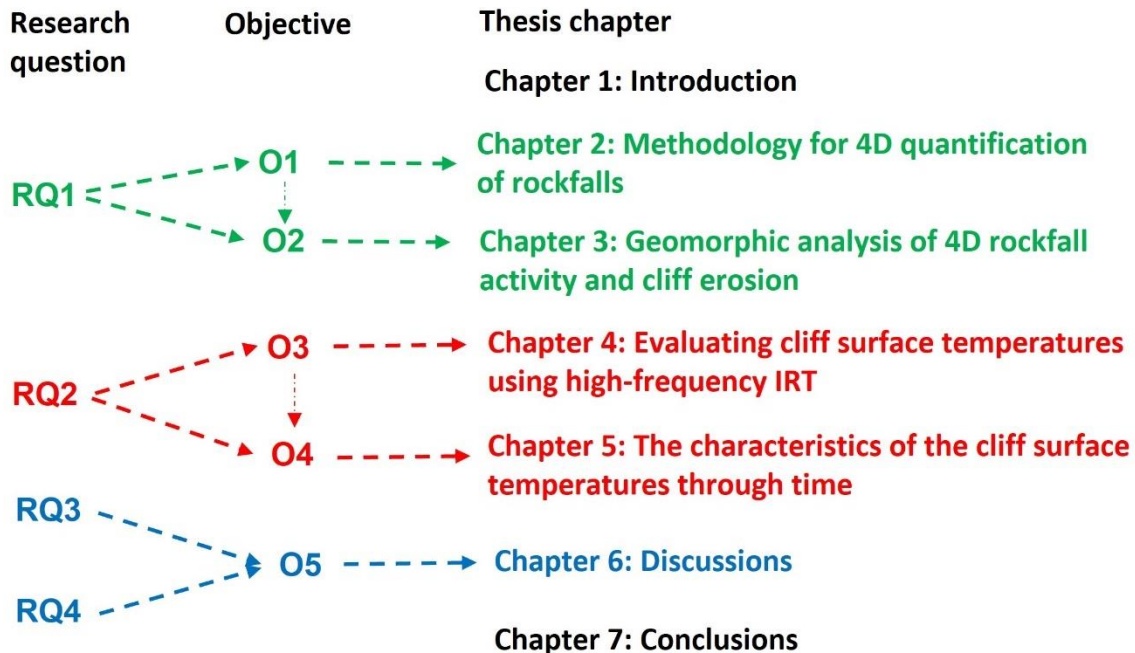 Research question
Objective
Thesis chapter
Chapter 1: Introduction
RQ1
O1
Chapter 2: Methodology for 4D quantification
of rockfalls
O2
Chapter 3: Geomorphic analysis of 4D rockfall
activity and cliff erosion
RQ2
O3
Chapter 4: Evaluating cliff surface temperatures
using high-frequency IRT
O4
Chapter 5: The characteristics of the cliff surface
temperatures through time
RQ3
RQ4
O5
Chapter 6: Discussions
Chapter 7: Conclusions